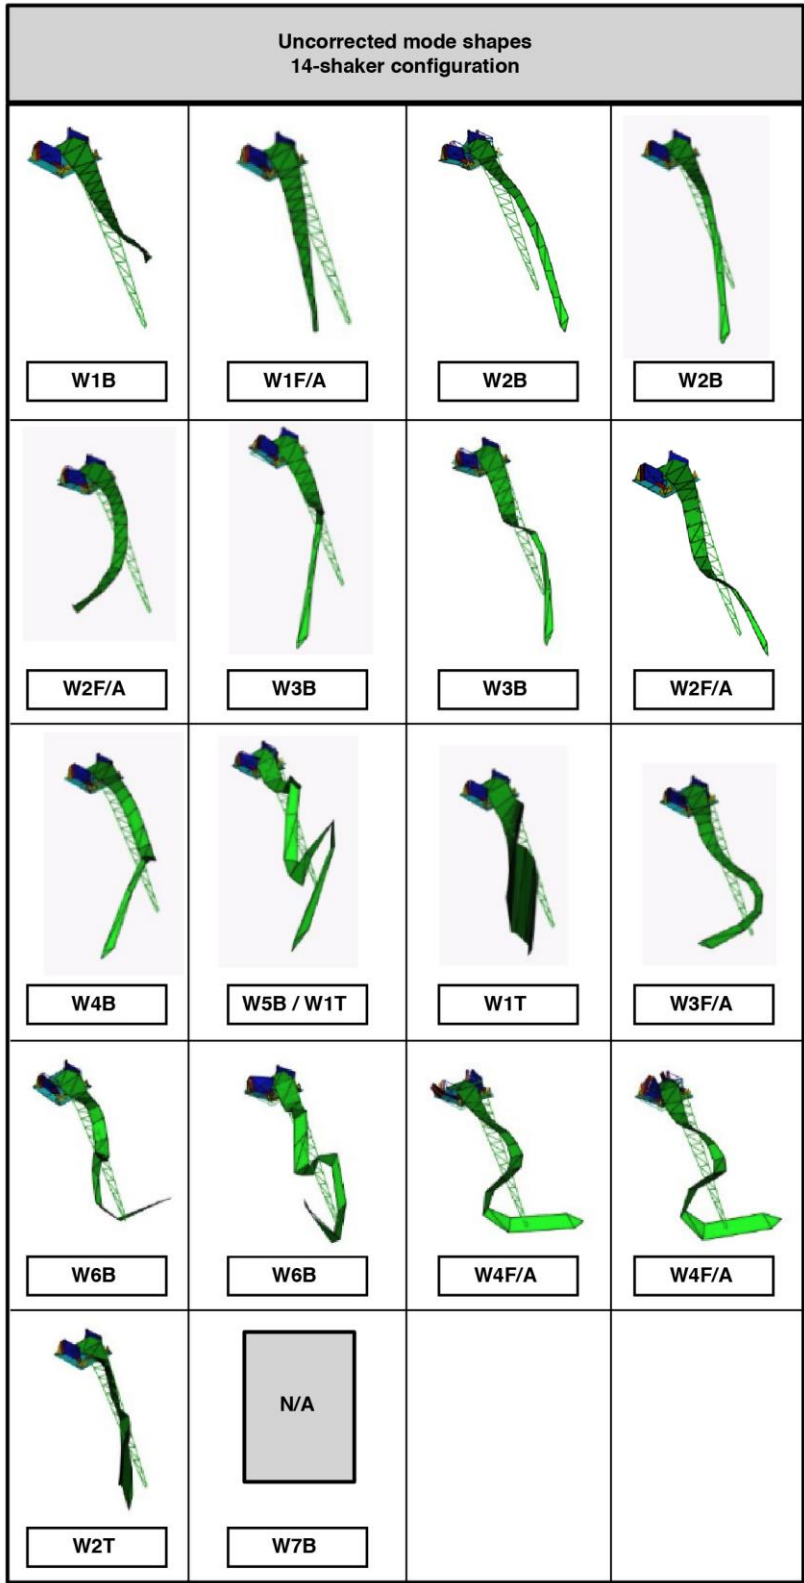 Uncorrected mode shapes
14-shaker configuration
W1B
W1F/A
W2B
W2B
W2F/A
W3B
W3B
W2F/A
W4B
W5B / W1T
W1T
W3F/A
W6B
W6B
W4F/A
W4F/A
N/A
W2T
W7B